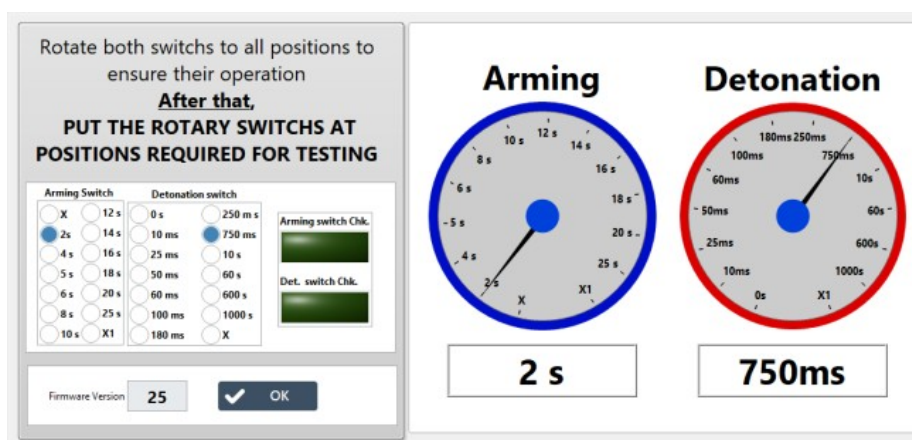 Rotate both switchs to all positions to
ensure their operation
After that,
PUT THE ROTARY SWITCHS AT
POSITIONS REQUIRED FOR TESTING
Arming Switch
X
2s
4 s
5 s
6 s
8 s
10 s
12 s
14 s
16 s
18 s
20 s
25 s
X1
Detonation switch
0 s
10 ms
25 ms
50 ms
60 ms
100 ms
180 ms
250 m s
750 ms
10 s
60 s
600 s
1000 s
X
Arming switch Chk.
Det. switch Chk.
Firmware Version 25
OK
Arming
X
2 s
4 s
5 s
6 s
8 s
10 s
12 s
14 s
16 s
18 s
20 s
25 s
X1
2 s
Detonation
0s
10ms
25ms
50ms
60ms
100ms
180ms
250ms
750ms
10s
60s
600s
1000s
X1
750ms